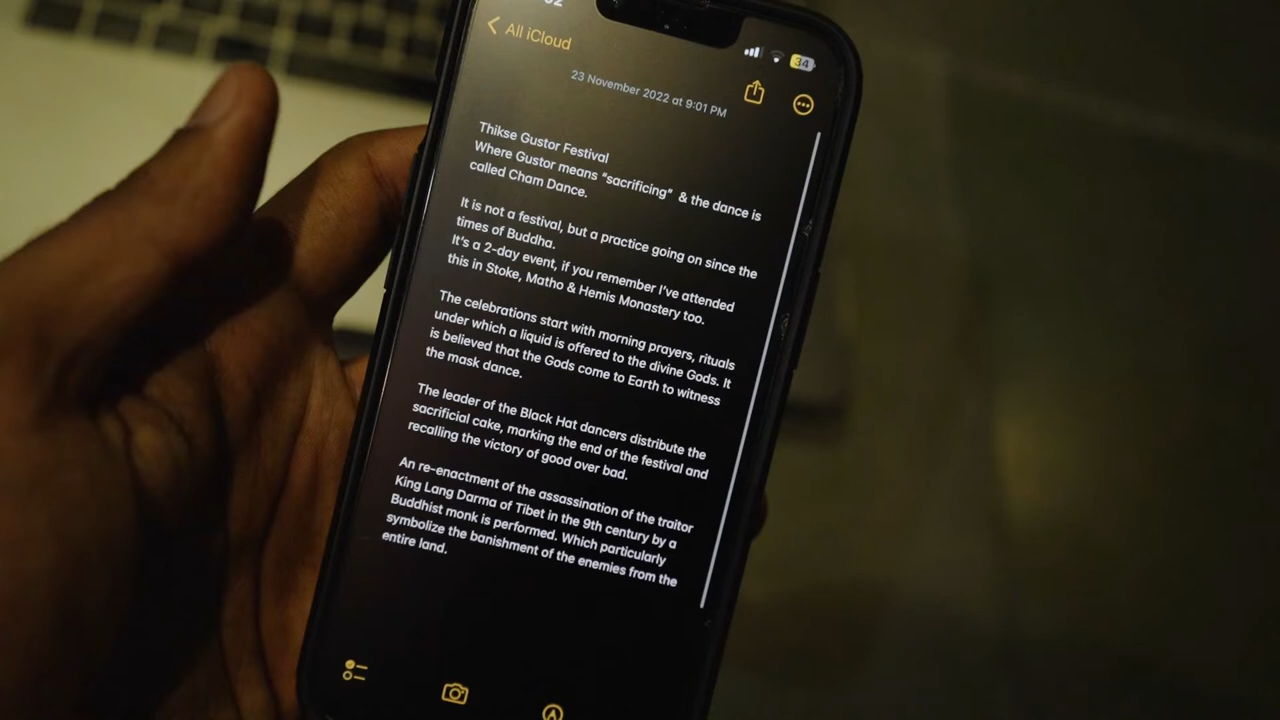 All iCloud
34
23 November 2022 at 9:01 PM
Thikse Gustor Festival
Where Gustor means "sacrificing" & the dance is
called Cham Dance.
It is not a festival, but a practice going on since the
times of Buddha.
It's a 2-day event, if you remember I've attended
this in Stoke, Matho & Hemis Monastery too.
The celebrations start with morning prayers, rituals
under which a liquid is offered to the divine Gods. It
is believed that the Gods come to Earth to witness
the mask dance.
The leader of the Black Hat dancers distribute the
sacrificial cake, marking the end of the festival and
recalling the victory of good over bad.
An re-enactment of the assassination of the traitor
King Lang Darma of Tibet in the 9th century by a
Buddhist monk is performed. Which particularly
symbolize the banishment of the enemies from the
entire land.